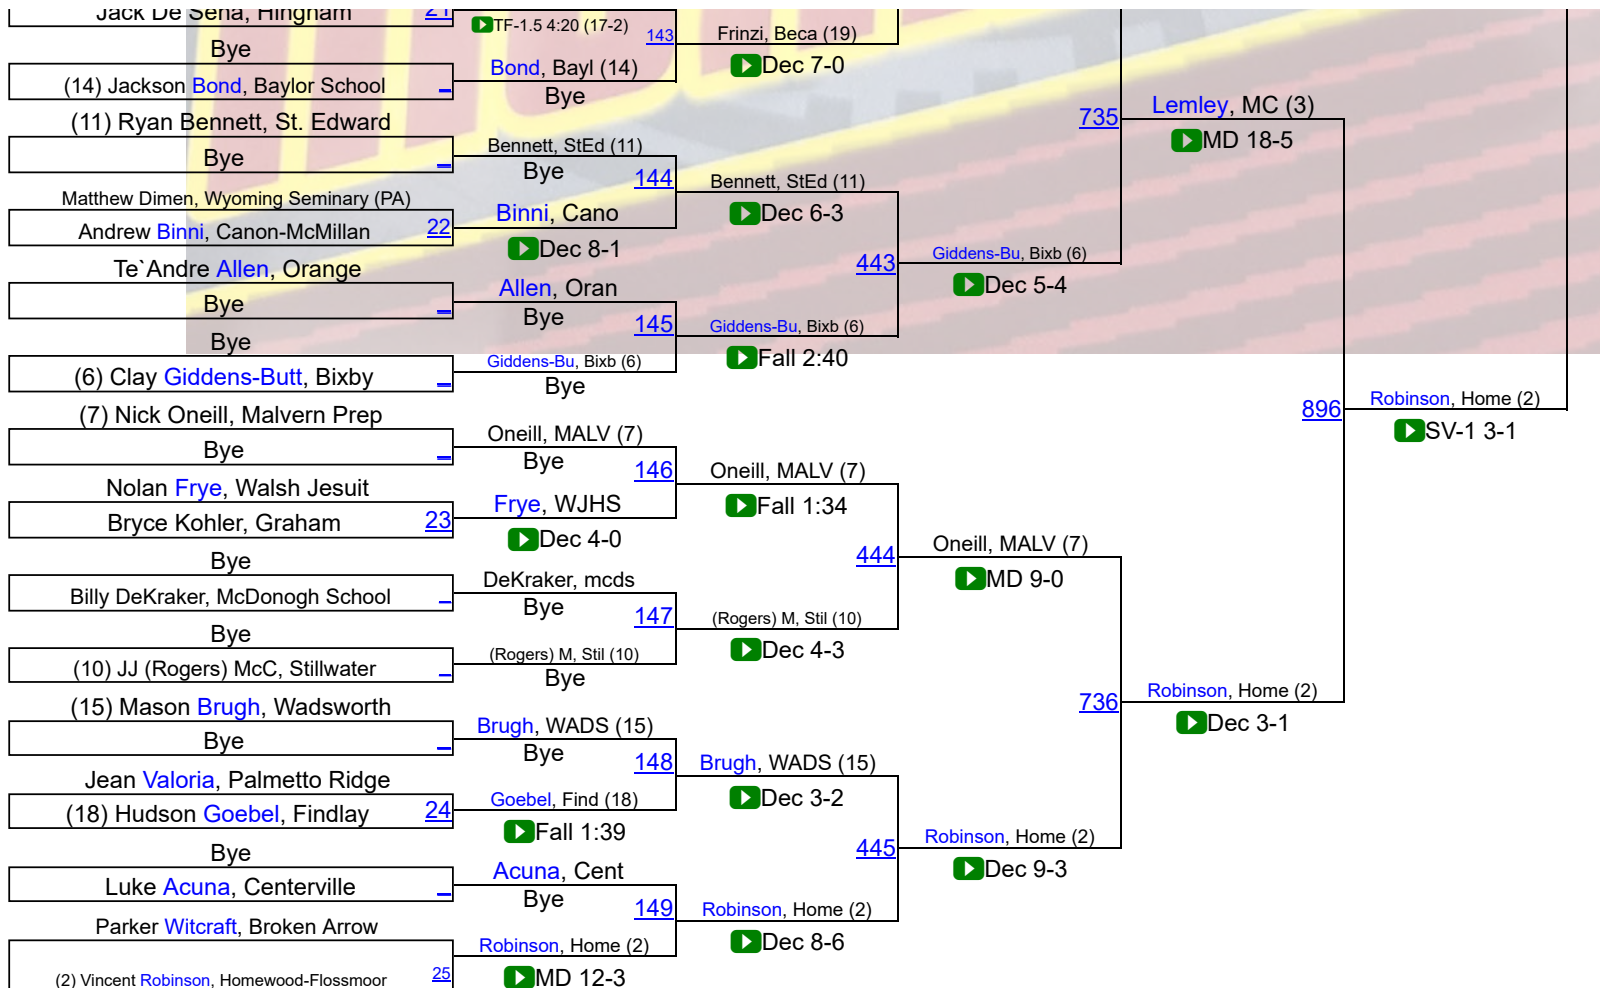 Jack De Sena, Hingham
21
Bye
(14) Jackson Bond, Baylor School
(11) Ryan Bennett, St. Edward
Bye
Matthew Dimen, Wyoming Seminary (PA)
Andrew Binni, Canon-McMillan
22
Te`Andre Allen, Orange
Bye
Bye
(6) Clay Giddens-Butt, Bixby
(7) Nick Oneill, Malvern Prep
Bye
Nolan Frye, Walsh Jesuit
Bryce Kohler, Graham
23
Bye
Billy DeKraker, McDonogh School
Bye
(10) JJ (Rogers) McC, Stillwater
(15) Mason Brugh, Wadsworth
Bye
Jean Valoria, Palmetto Ridge
(18) Hudson Goebel, Findlay
24
Bye
Luke Acuna, Centerville
Parker Witcraft, Broken Arrow
(2) Vincent Robinson, Homewood-Flossmoor
25
TF-1.5 4:20 (17-2)
143
Bond, Bayl (14)
Bye
Bennett, StEd (11)
Bye
144
Binni, Cano
Dec 8-1
Allen, Oran
Bye
145
Giddens-Bu, Bixb (6)
Bye
Oneill, MALV (7)
Bye
146
Frye, WJHS
Dec 4-0
DeKraker, mcds
Bye
147
(Rogers) M, Stil (10)
Bye
Brugh, WADS (15)
Bye
148
Goebel, Find (18)
Fall 1:39
Acuna, Cent
Bye
149
Robinson, Home (2)
MD 12-3
Frinzi, Beca (19)
Dec 7-0
Bennett, StEd (11)
Dec 6-3
443
Giddens-Bu, Bixb (6)
Fall 2:40
Oneill, MALV (7)
Fall 1:34
444
(Rogers) M, Stil (10)
Dec 4-3
Brugh, WADS (15)
Dec 3-2
445
Robinson, Home (2)
Dec 8-6
Giddens-Bu, Bixb (6)
Dec 5-4
735
Oneill, MALV (7)
MD 9-0
736
Robinson, Home (2)
Dec 9-3
Lemley, MC (3)
MD 18-5
896
Robinson, Home (2)
Dec 3-1
Robinson, Home (2)
SV-1 3-1